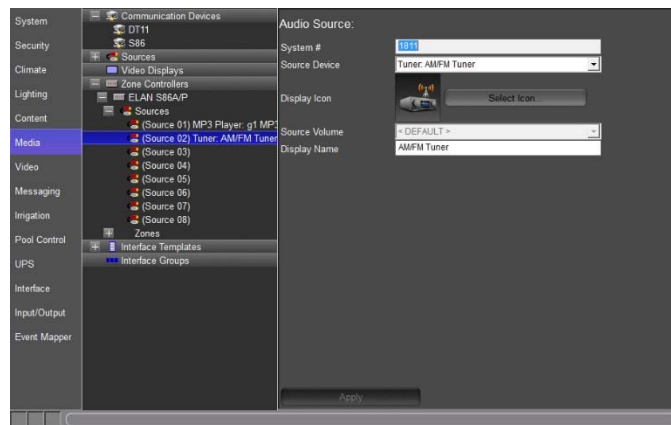 System
Security
Climate
Lighting
Content
Media
Video
Messaging
Irrigation
Pool Control
UPS
Interface
Input/Output
Event Mapper
Communication Devices
DT11
S86
Sources
Video Displays
Zone Controllers
ELAN S86A/P
Sources
(Source 01) MP3 Player: g1 MP3
(Source 02) Tuner: AM/FM Tuner
(Source 03)
(Source 04)
(Source 05)
(Source 06)
(Source 07)
(Source 08)
Zones
Interface Templates
Interface Groups
Audio Source:
System # 1811
Source Device Tuner: AM/FM Tuner
Display Icon Select Icon...
Source Volume < DEFAULT >
Display Name AM/FM Tuner
Apply